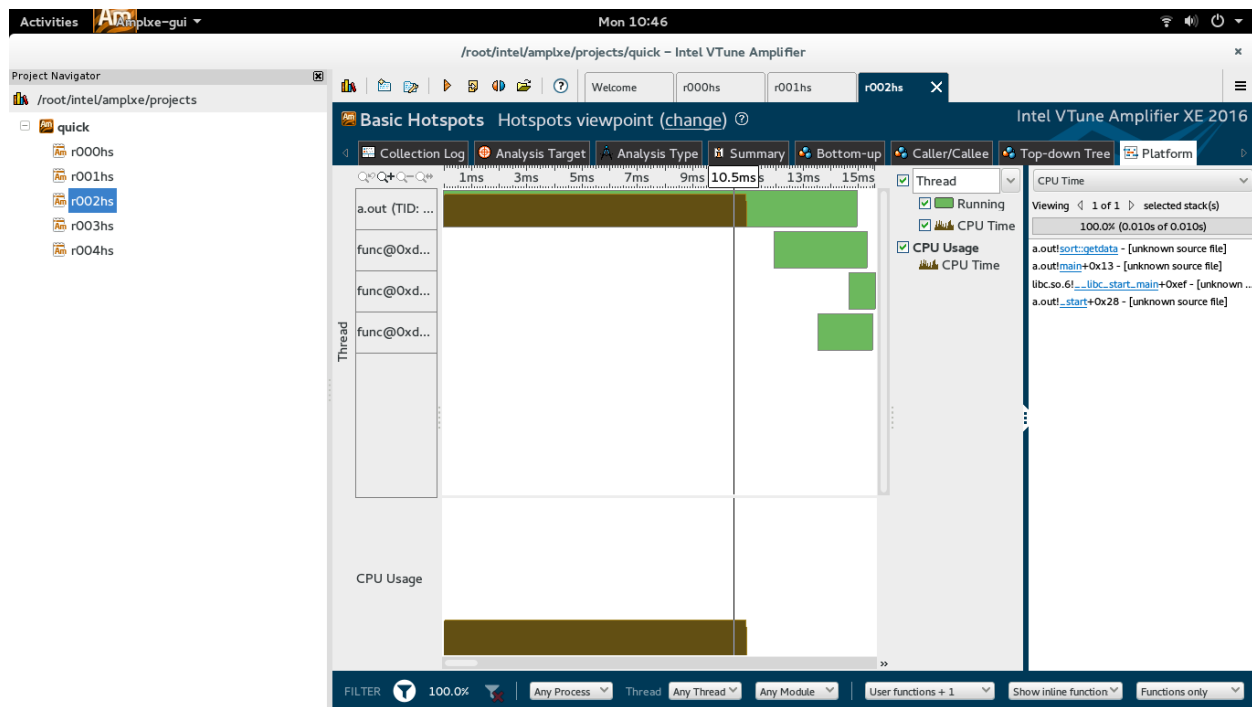 Activities Amplxe-gui Mon 10:46
/root/intel/amplxe/projects/quick – Intel VTune Amplifier
Project Navigator
/root/intel/amplxe/projects
quick
r000hs
r001hs
r002hs
r003hs
r004hs
Welcome r000hs r001hs r002hs
Basic Hotspots Hotspots viewpoint (change) Intel VTune Amplifier XE 2016
Collection Log Analysis Target Analysis Type Summary Bottom-up Caller/Callee Top-down Tree Platform
1ms 3ms 5ms 7ms 9ms 10.5ms 13ms 15ms
Thread
a.out (TID: ...
func@0xd...
func@0xd...
func@0xd...
Thread
CPU Usage
Running
CPU Time
CPU Usage
CPU Time
CPU Time
Viewing 1 of 1 selected stack(s)
100.0% (0.010s of 0.010s)
a.out!sort::getdata - [unknown source file]
a.out!main+0x13 - [unknown source file]
libc.so.6!__libc_start_main+0xef - [unknown ...
a.out!_start+0x28 - [unknown source file]
FILTER 100.0% Any Process Thread Any Thread Any Module User functions + 1 Show inline function Functions only